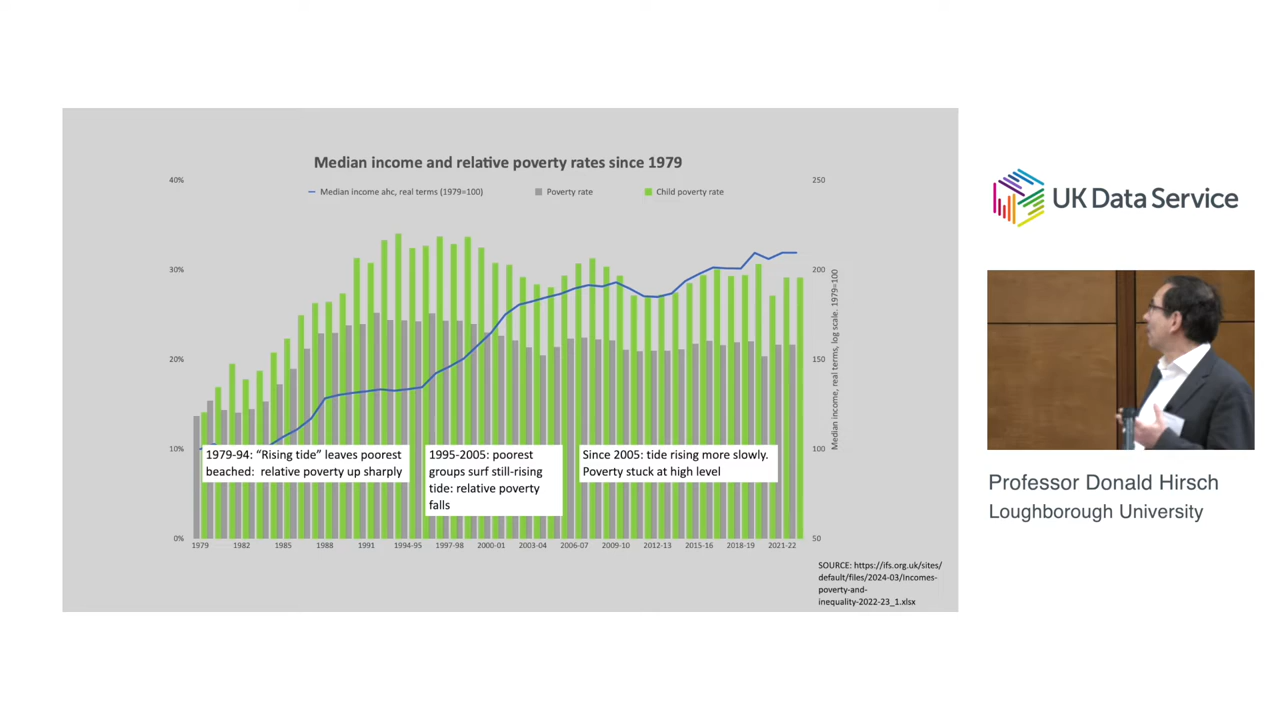 Median income and relative poverty rates since 1979
40%
250
Median income ahc, real terms (1979=100)
Poverty rate
Child poverty rate
30%
200
20%
150
10%
100
0%
50
Median income, real terms, log scale. 1979=100
1979-94: “Rising tide” leaves poorest
beached:  relative poverty up sharply
1995-2005: poorest
groups surf still-rising
tide: relative poverty
falls
Since 2005: tide rising more slowly.
Poverty stuck at high level
1979 1982 1985 1988 1991 1994-95 1997-98 2000-01 2003-04 2006-07 2009-10 2012-13 2015-16 2018-19 2021-22
SOURCE: https://ifs.org.uk/sites/
default/files/2024-03/Incomes-
poverty-and-
inequality-2022-23_1.xlsx
UK Data Service
Professor Donald Hirsch
Loughborough University